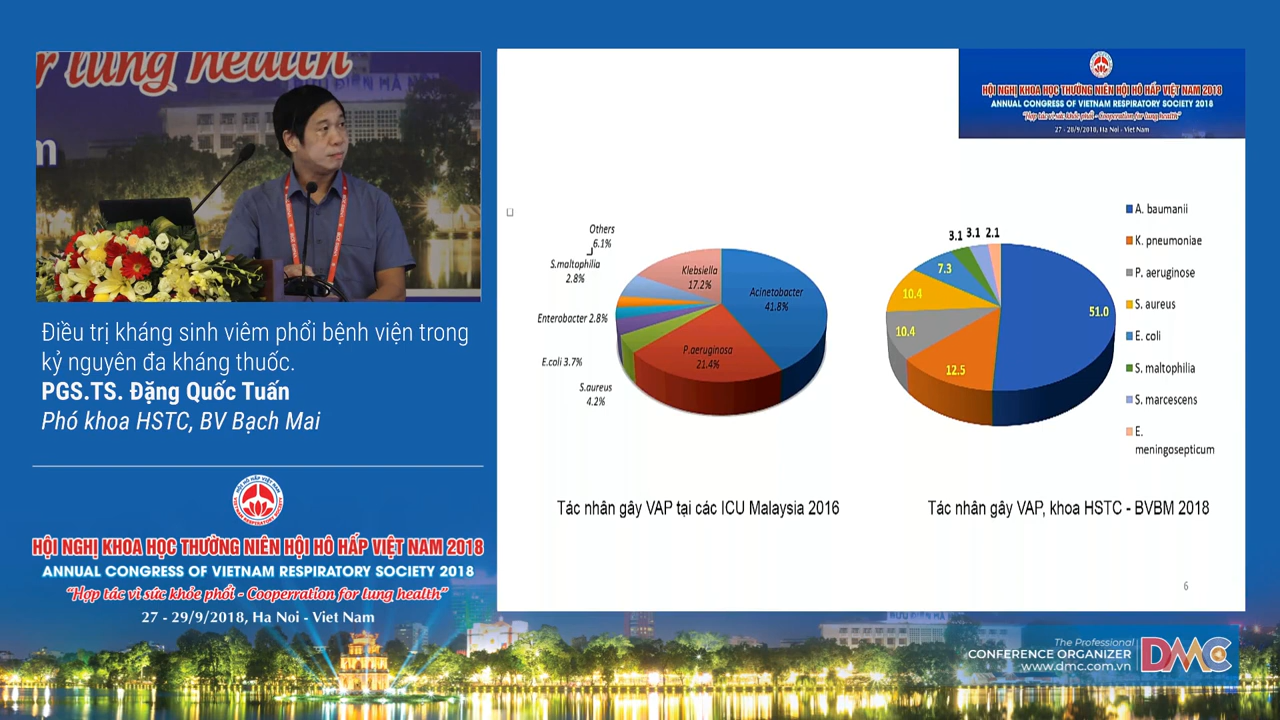 r lung health
m
Điều trị kháng sinh viêm phổi bệnh viện trong
kỷ nguyên đa kháng thuốc.
PGS.TS. Đặng Quốc Tuấn
Phó khoa HSTC, BV Bạch Mai
HỘI NGHỊ KHOA HỌC THƯỜNG NIÊN HỘI HÔ HẤP VIỆT NAM 2018
ANNUAL CONGRESS OF VIETNAM RESPIRATORY SOCIETY 2018
"Hợp tác vì sức khỏe phổi - Cooperration for lung health"
27 - 29/9/2018, Ha Noi - Viet Nam
HỘI NGHỊ KHOA HỌC THƯỜNG NIÊN HỘI HÔ HẤP VIỆT NAM 2018
ANNUAL CONGRESS OF VIETNAM RESPIRATORY SOCIETY 2018
"Hợp tác vì sức khỏe phổi - Cooperation for lung health"
27 - 28/9/2018, Ha Noi - Viet Nam
Others
6.1%
S.maltophilia
2.8%
Enterobacter 2.8%
E.coli 3.7%
S.aureus
4.2%
Klebsiella
17.2%
Acinetobacter
41.8%
P.aeruginosa
21.4%
Tác nhân gây VAP tại các ICU Malaysia 2016
3.1 3.1 2.1
7.3
10.4
10.4
12.5
51.0
A. baumanii
K. pneumoniae
P. aeruginose
S. aureus
E. coli
S. maltophilia
S. marcescens
E.
meningosepticum
Tác nhân gây VAP, khoa HSTC - BVBM 2018
6
The Professional
CONFERENCE ORGANIZER
www.dmc.com.vn
DMC